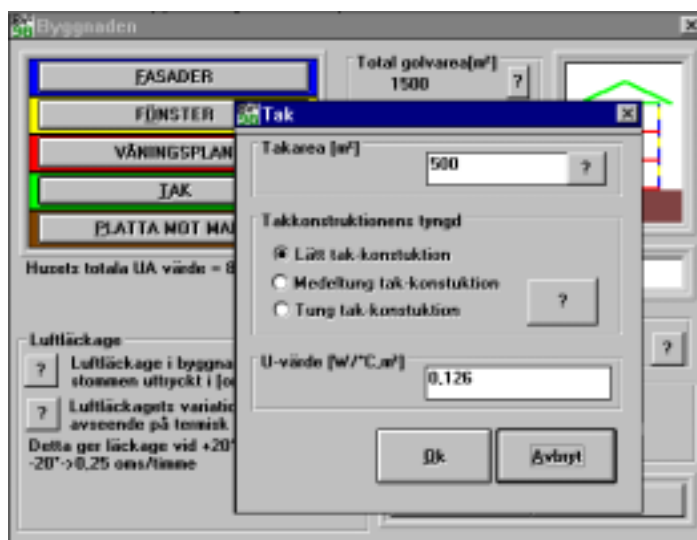 Byggnaden
FASADER
FÖNSTER
VÅNINGSPLAN
TAK
PLATTA MOT MA
Husets totala UA värde = 8
Total golvarea[m²]
1500
?
Luftläckage
? Luftläckage i byggna
stommen uttryckt i [o
? Luftläckagets variatio
avseende på termisk
Detta ger läckage vid +20°
-20°->0,25 oms/timme
?
Tak
Takarea [m²]
500
?
Takkonstruktionens tyngd
Lätt tak-konstuktion
Medeltung tak-konstuktion
Tung tak-konstuktion
?
U-värde [W/°C,m²]
0,126
Ok
Avbryt